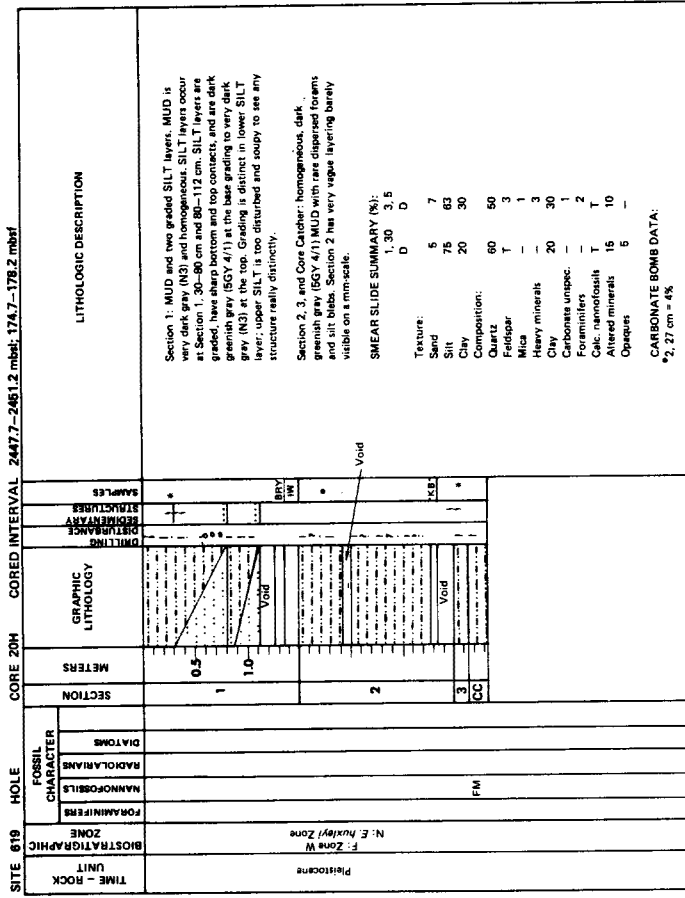 SITE 619 HOLE CORE 20H CORED INTERVAL 2447.7–2451.2 mbsl; 174.7–178.2 mbsf
TIME – ROCK UNIT
BIOSTRATIGRAPHIC ZONE
FOSSIL CHARACTER
FORAMINIFERS
NANNOFOSSILS
RADIOLARIANS
DIATOMS
SECTION
METERS
GRAPHIC LITHOLOGY
DRILLING DISTURBANCE
SEDIMENTARY STRUCTURES
SAMPLES
LITHOLOGIC DESCRIPTION
Pleistocene
F: Zone W
N: E. huxleyi Zone
FM
1
2
3
CC
0.5
1.0
Void
Void
Void
BRY
IW
*KB*
Section 1: MUD and two graded SILT layers. MUD is
very dark gray (N3) and homogeneous. SILT layers occur
at Section 1, 30–80 cm and 80–112 cm. SILT layers are
graded, have sharp bottom and top contacts, and are dark
greenish gray (5GY 4/1) at the base grading to very dark
gray (N3) at the top. Grading is distinct in lower SILT
layer; upper SILT is too disturbed and soupy to see any
structure really distinctly.
Section 2, 3, and Core Catcher: homogeneous, dark
greenish gray (5GY 4/1) MUD with rare dispersed forams
and silt blebs. Section 2 has very vague layering barely
visible on a mm-scale.
SMEAR SLIDE SUMMARY (%):
1, 30 3, 5
D D
Texture:
Sand 5 7
Silt 75 63
Clay 20 30
Composition:
Quartz 60 50
Feldspar T 3
Mica – 1
Heavy minerals – 3
Clay 20 30
Carbonate unspec. – 1
Foraminifers – 2
Calc. nannofossils T T
Altered minerals 15 10
Opaques 5 –
CARBONATE BOMB DATA:
•2, 27 cm = 4%